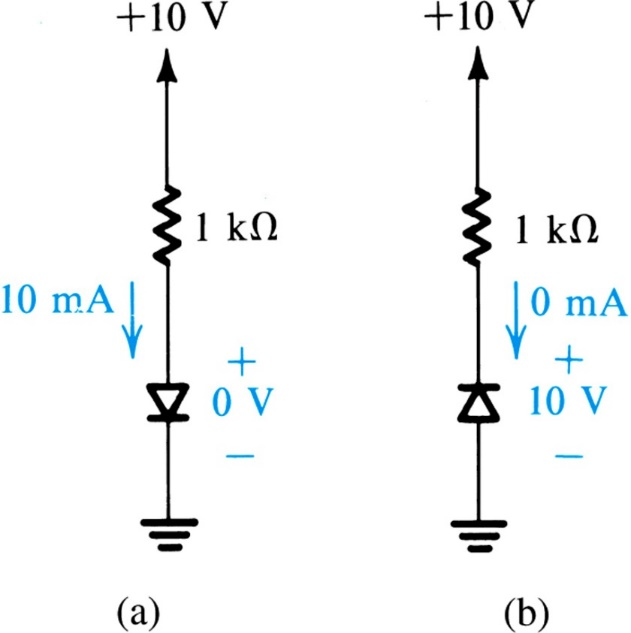 +10 V
1 kΩ
10 mA
+
0 V
−
(a)
+10 V
1 kΩ
0 mA
+
10 V
−
(b)